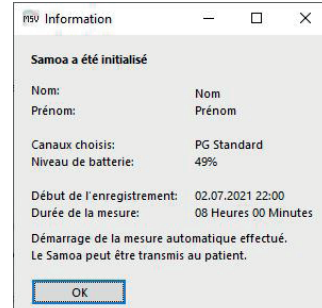 MSV Information
Samoa a été initialisé
Nom: Nom
Prénom: Prénom
Canaux choisis: PG Standard
Niveau de batterie: 49%
Début de l'enregistrement: 02.07.2021 22:00
Durée de la mesure: 08 Heures 00 Minutes
Démarrage de la mesure automatique effectué.
Le Samoa peut être transmis au patient.
OK